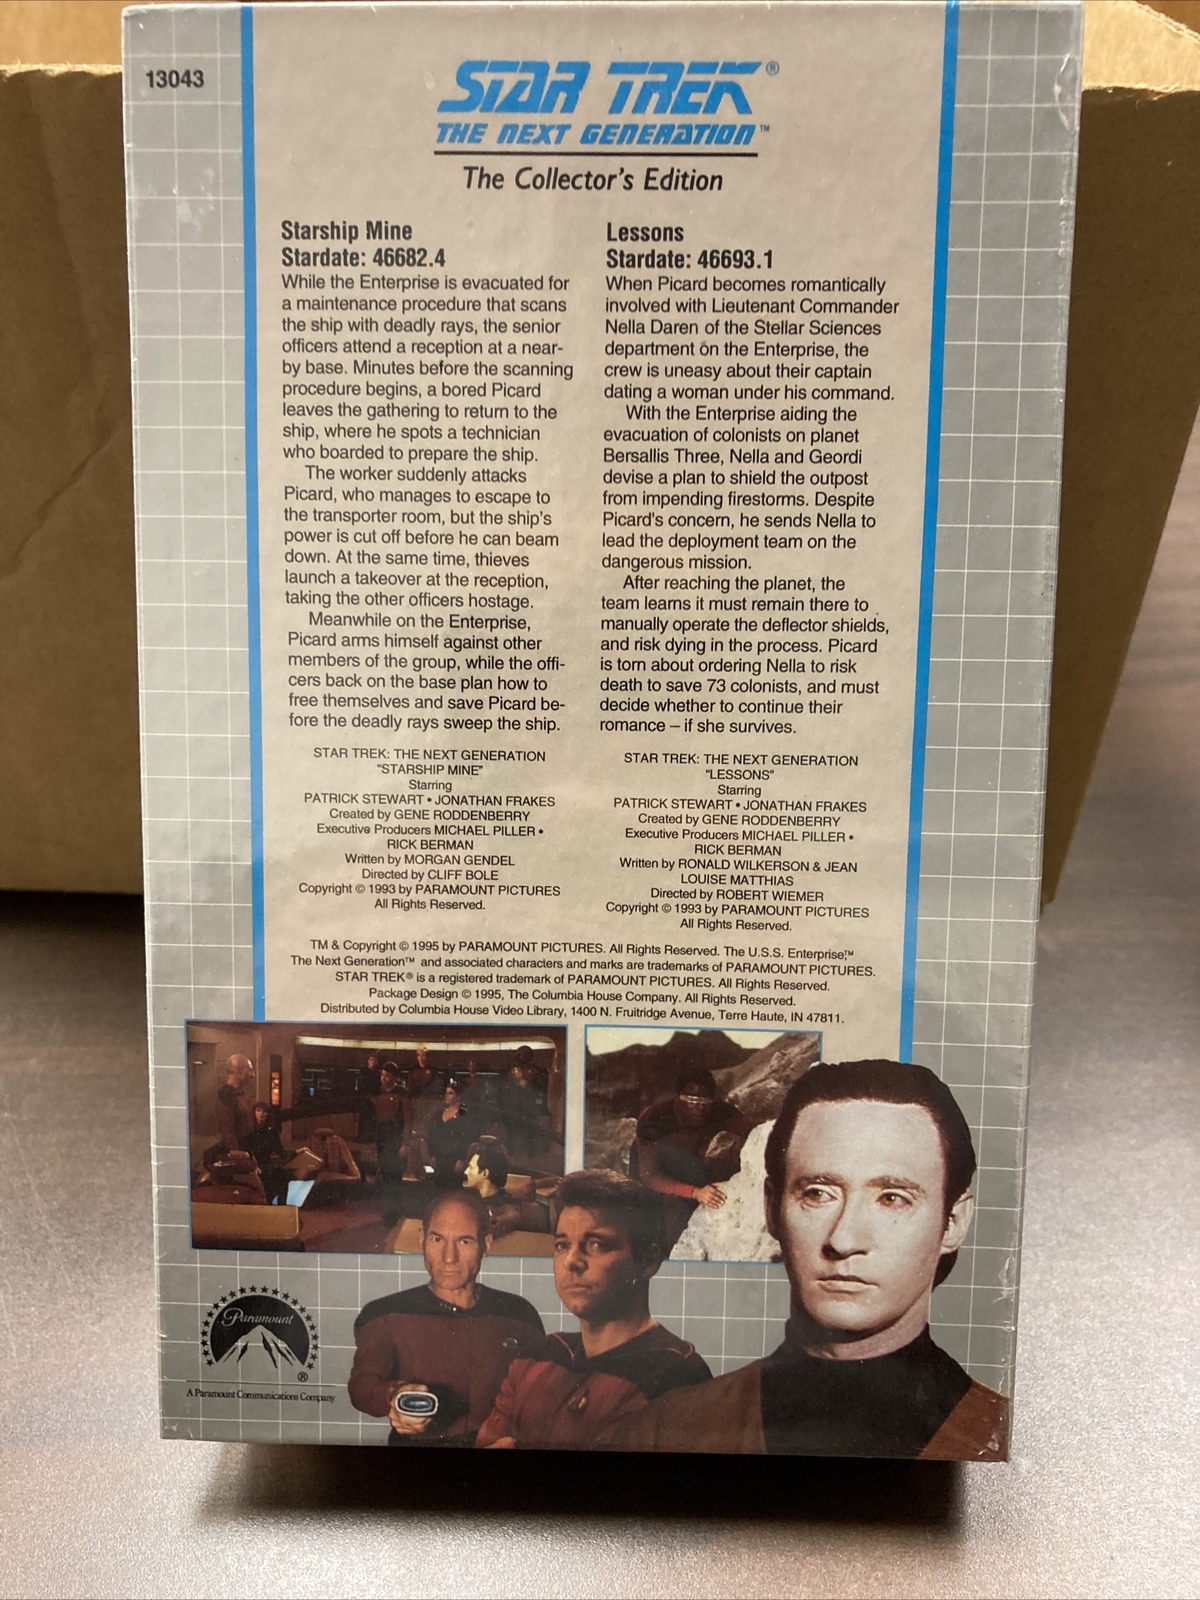 13043
STAR TREK®
THE NEXT GENERATION™
The Collector's Edition
Starship Mine
Stardate: 46682.4
While the Enterprise is evacuated for
a maintenance procedure that scans
the ship with deadly rays, the senior
officers attend a reception at a near-
by base. Minutes before the scanning
procedure begins, a bored Picard
leaves the gathering to return to the
ship, where he spots a technician
who boarded to prepare the ship.
The worker suddenly attacks
Picard, who manages to escape to
the transporter room, but the ship's
power is cut off before he can beam
down. At the same time, thieves
launch a takeover at the reception,
taking the other officers hostage.
Meanwhile on the Enterprise,
Picard arms himself against other
members of the group, while the offi-
cers back on the base plan how to
free themselves and save Picard be-
fore the deadly rays sweep the ship.
STAR TREK: THE NEXT GENERATION
"STARSHIP MINE"
Starring
PATRICK STEWART • JONATHAN FRAKES
Created by GENE RODDENBERRY
Executive Producers MICHAEL PILLER •
RICK BERMAN
Written by MORGAN GENDEL
Directed by CLIFF BOLE
Copyright © 1993 by PARAMOUNT PICTURES
All Rights Reserved.
Lessons
Stardate: 46693.1
When Picard becomes romantically
involved with Lieutenant Commander
Nella Daren of the Stellar Sciences
department on the Enterprise, the
crew is uneasy about their captain
dating a woman under his command.
With the Enterprise aiding the
evacuation of colonists on planet
Bersallis Three, Nella and Geordi
devise a plan to shield the outpost
from impending firestorms. Despite
Picard's concern, he sends Nella to
lead the deployment team on the
dangerous mission.
After reaching the planet, the
team learns it must remain there to
manually operate the deflector shields,
and risk dying in the process. Picard
is torn about ordering Nella to risk
death to save 73 colonists, and must
decide whether to continue their
romance – if she survives.
STAR TREK: THE NEXT GENERATION
"LESSONS"
Starring
PATRICK STEWART • JONATHAN FRAKES
Created by GENE RODDENBERRY
Executive Producers MICHAEL PILLER •
RICK BERMAN
Written by RONALD WILKERSON & JEAN
LOUISE MATTHIAS
Directed by ROBERT WIEMER
Copyright © 1993 by PARAMOUNT PICTURES
All Rights Reserved.
TM & Copyright © 1995 by PARAMOUNT PICTURES. All Rights Reserved. The U.S.S. Enterprise,™
The Next Generation™ and associated characters and marks are trademarks of PARAMOUNT PICTURES.
STAR TREK® is a registered trademark of PARAMOUNT PICTURES. All Rights Reserved.
Package Design © 1995, The Columbia House Company. All Rights Reserved.
Distributed by Columbia House Video Library, 1400 N. Fruitridge Avenue, Terre Haute, IN 47811.
Paramount
®
A Paramount Communications Company